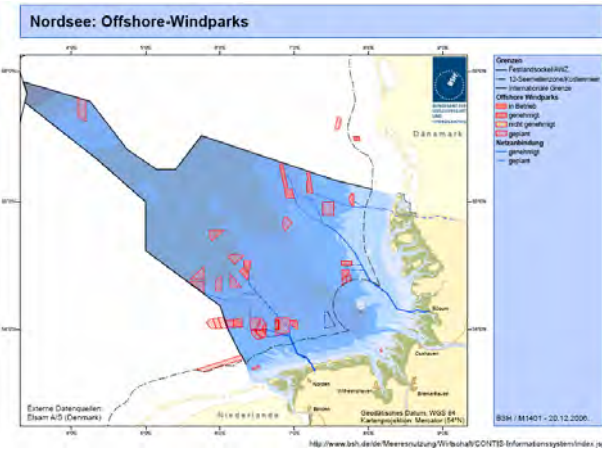 Nordsee: Offshore-Windparks
Grenzen
Festlandsockel/AWZ
12-Seemeilenzone/Küstenmeer
Internationale Grenze
Offshore Windparks
in Betrieb
genehmigt
nicht genehmigt
geplant
Netzanbindung
genehmigt
geplant
BSH
Dänemark
Büsum
Cuxhaven
Norden
Wilhelmshaven
Bremerhaven
Emden
Niederlande
Externe Datenquellen:
Elsam A/S (Denmark)
Geodätisches Datum: WGS 84
Kartenprojektion: Mercator (54°N)
BSH / M1401 - 20.12.2006
http://www.bsh.de/de/Meeresnutzung/Wirtschaft/CONTIS-Informationssystem/index.js